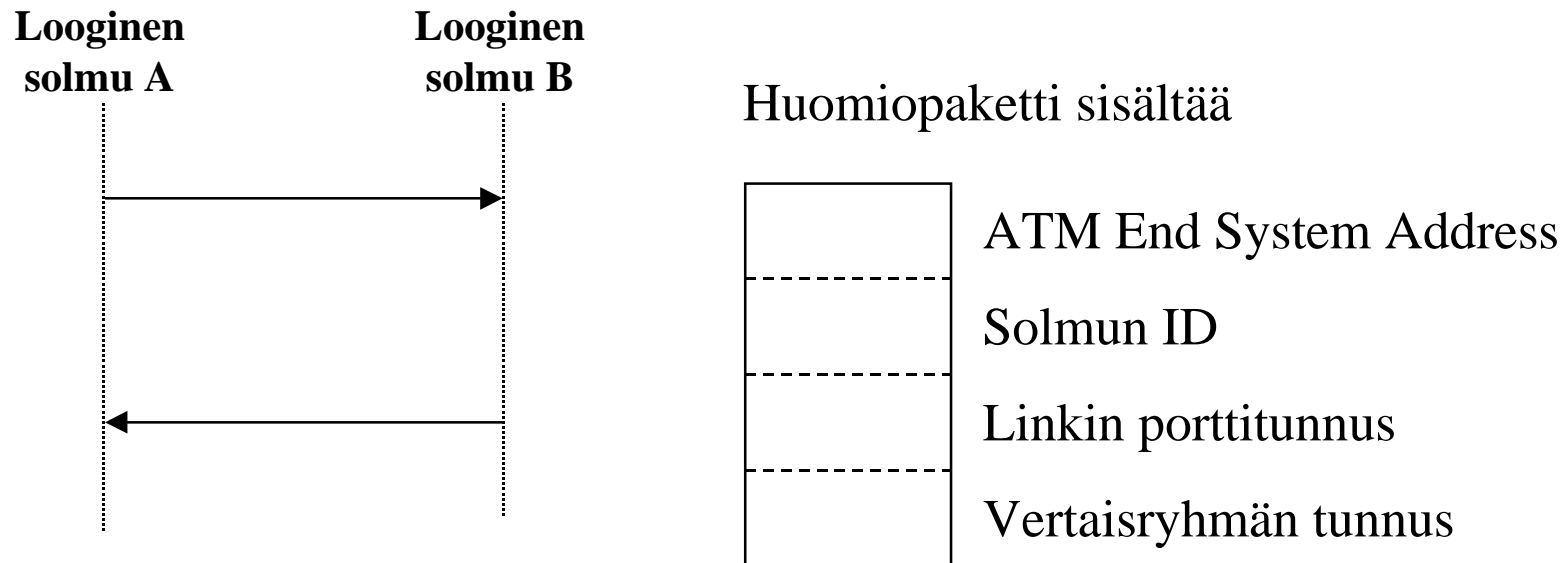 Looginen
solmu A
Looginen
solmu B
Huomiopaketti sisältää
ATM End System Address
Solmun ID
Linkin porttitunnus
Vertaisryhmän tunnus